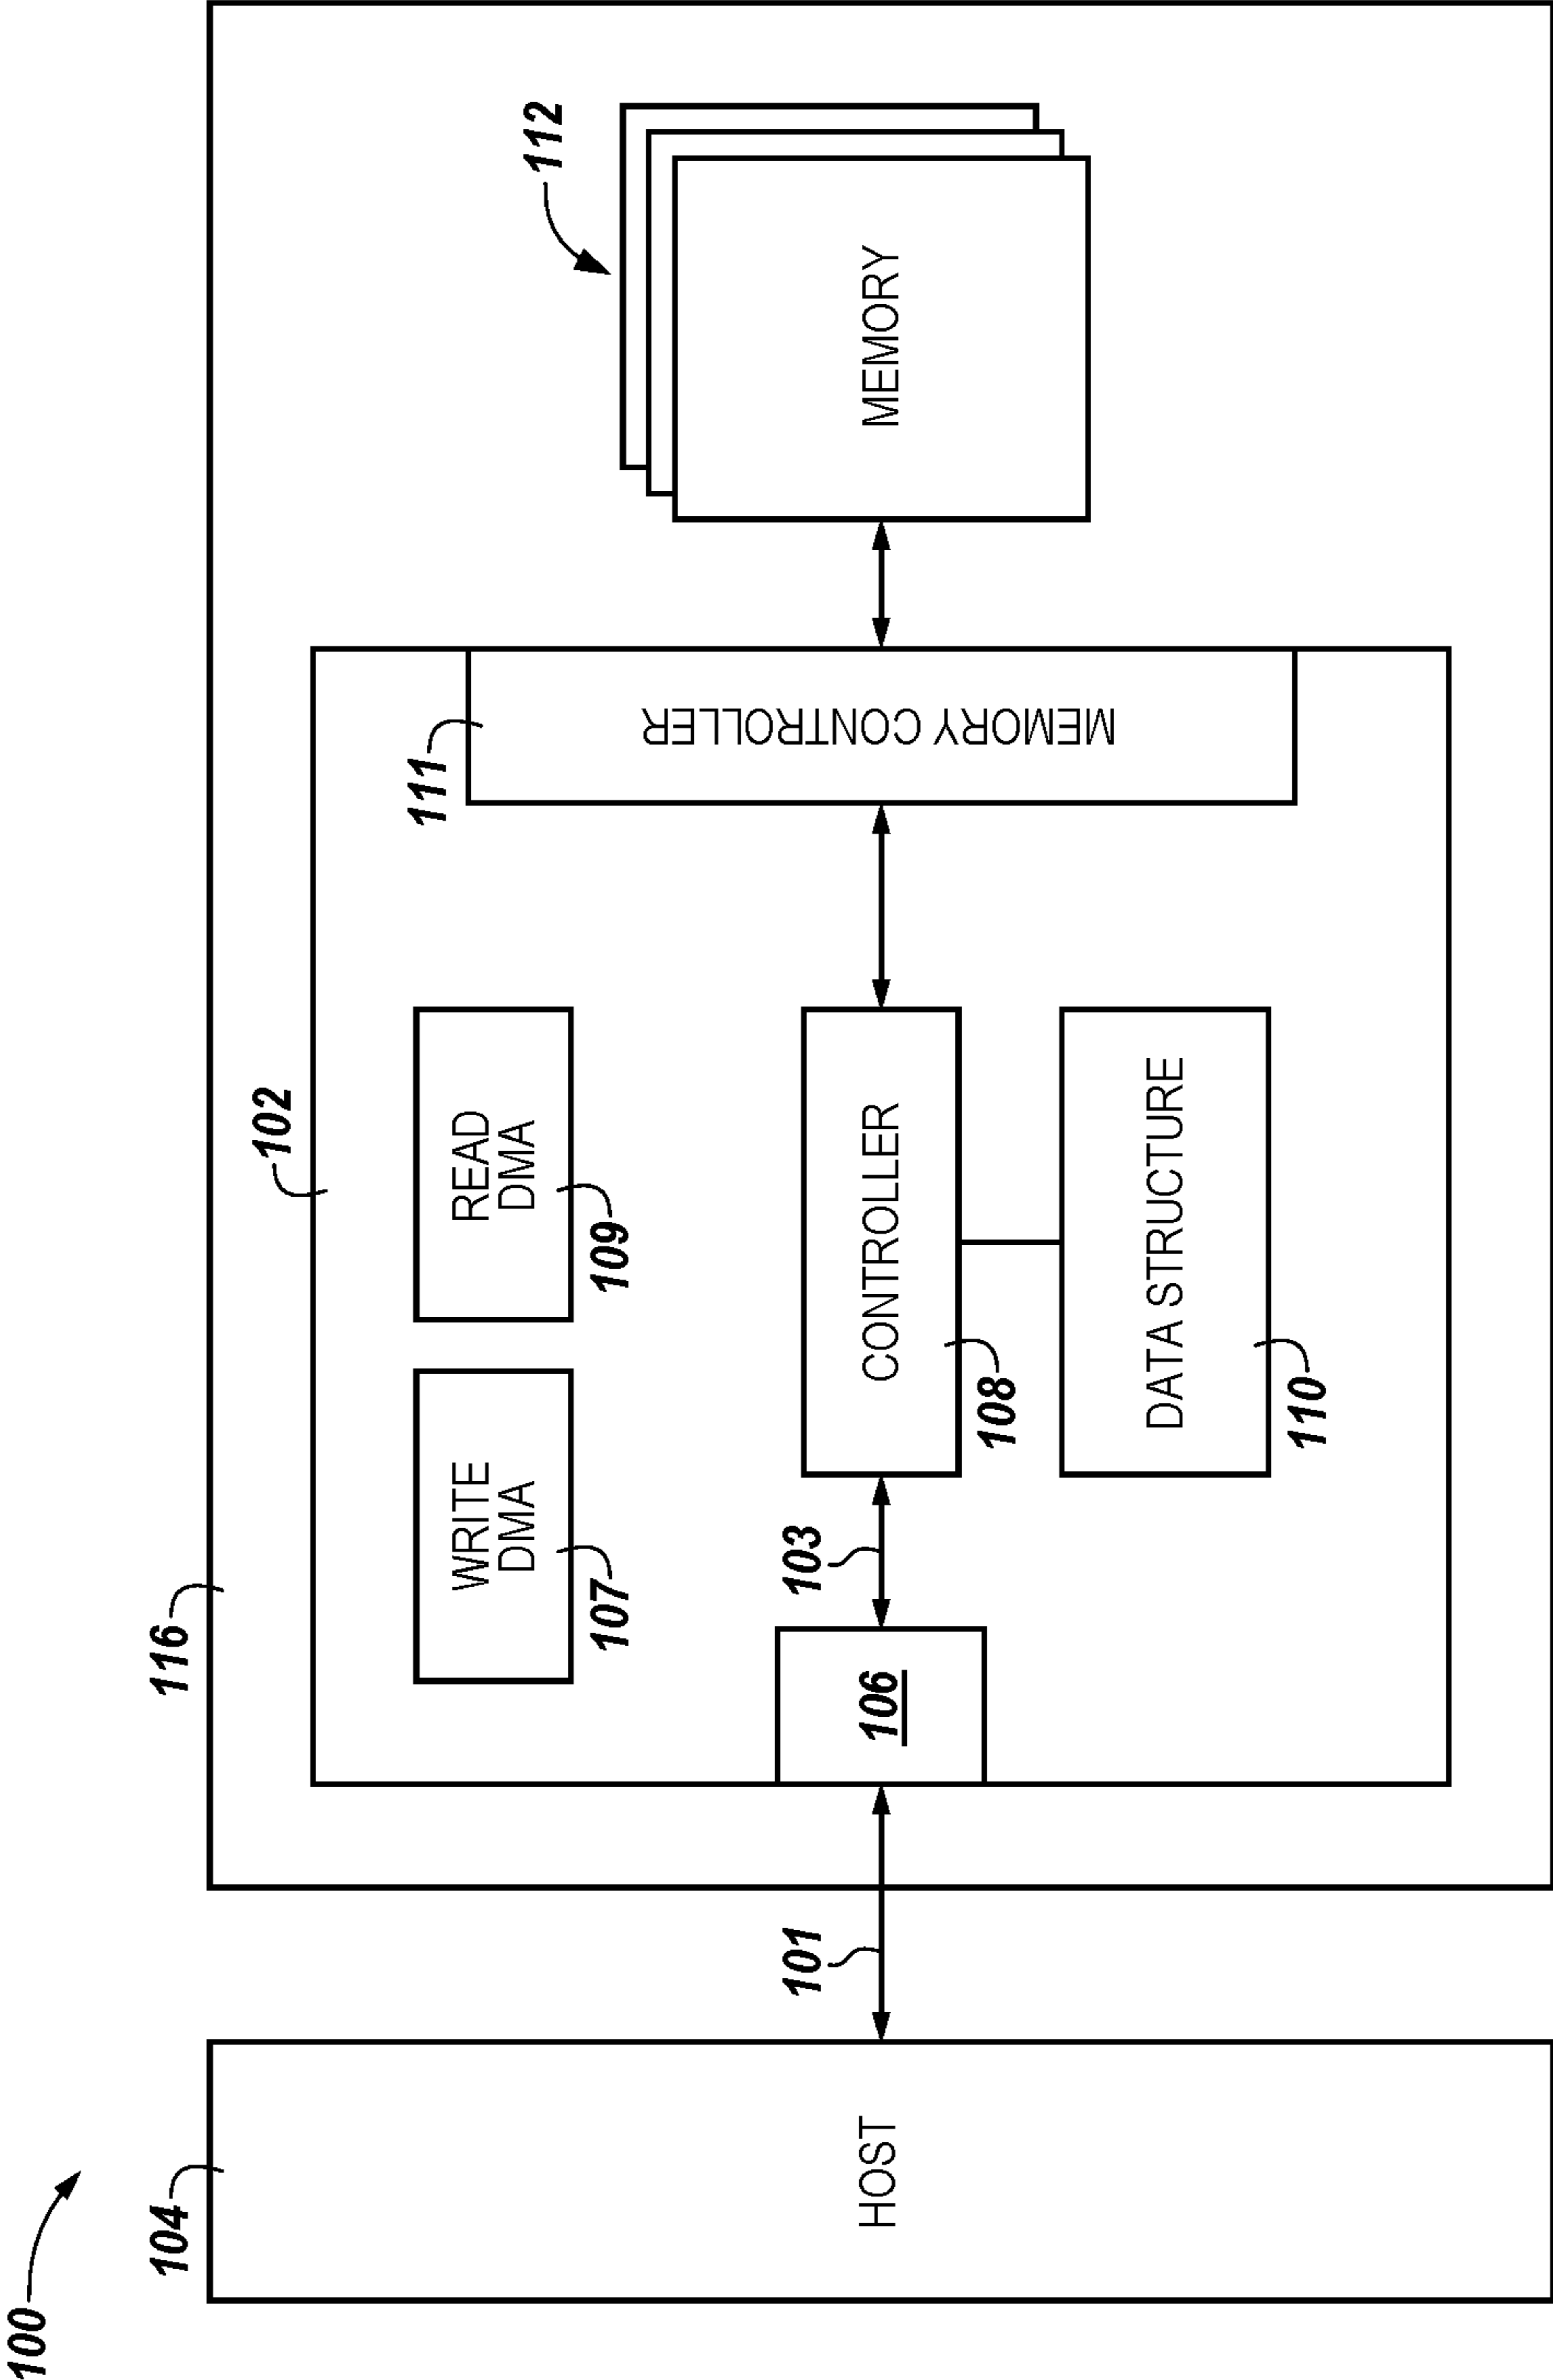 100
104
HOST
101
116
102
106
103
WRITE
DMA
107
READ
DMA
109
CONTROLLER
108
DATA STRUCTURE
110
111
MEMORY CONTROLLER
112
MEMORY